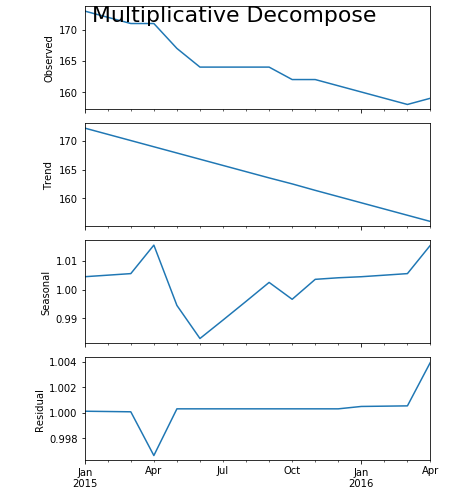 Multiplicative Decompose
170
165
160
Observed
170
165
160
Trend
1.01
1.00
0.99
Seasonal
1.004
1.002
1.000
0.998
Residual
Jan
2015
Apr
Jul
Oct
Jan
2016
Apr